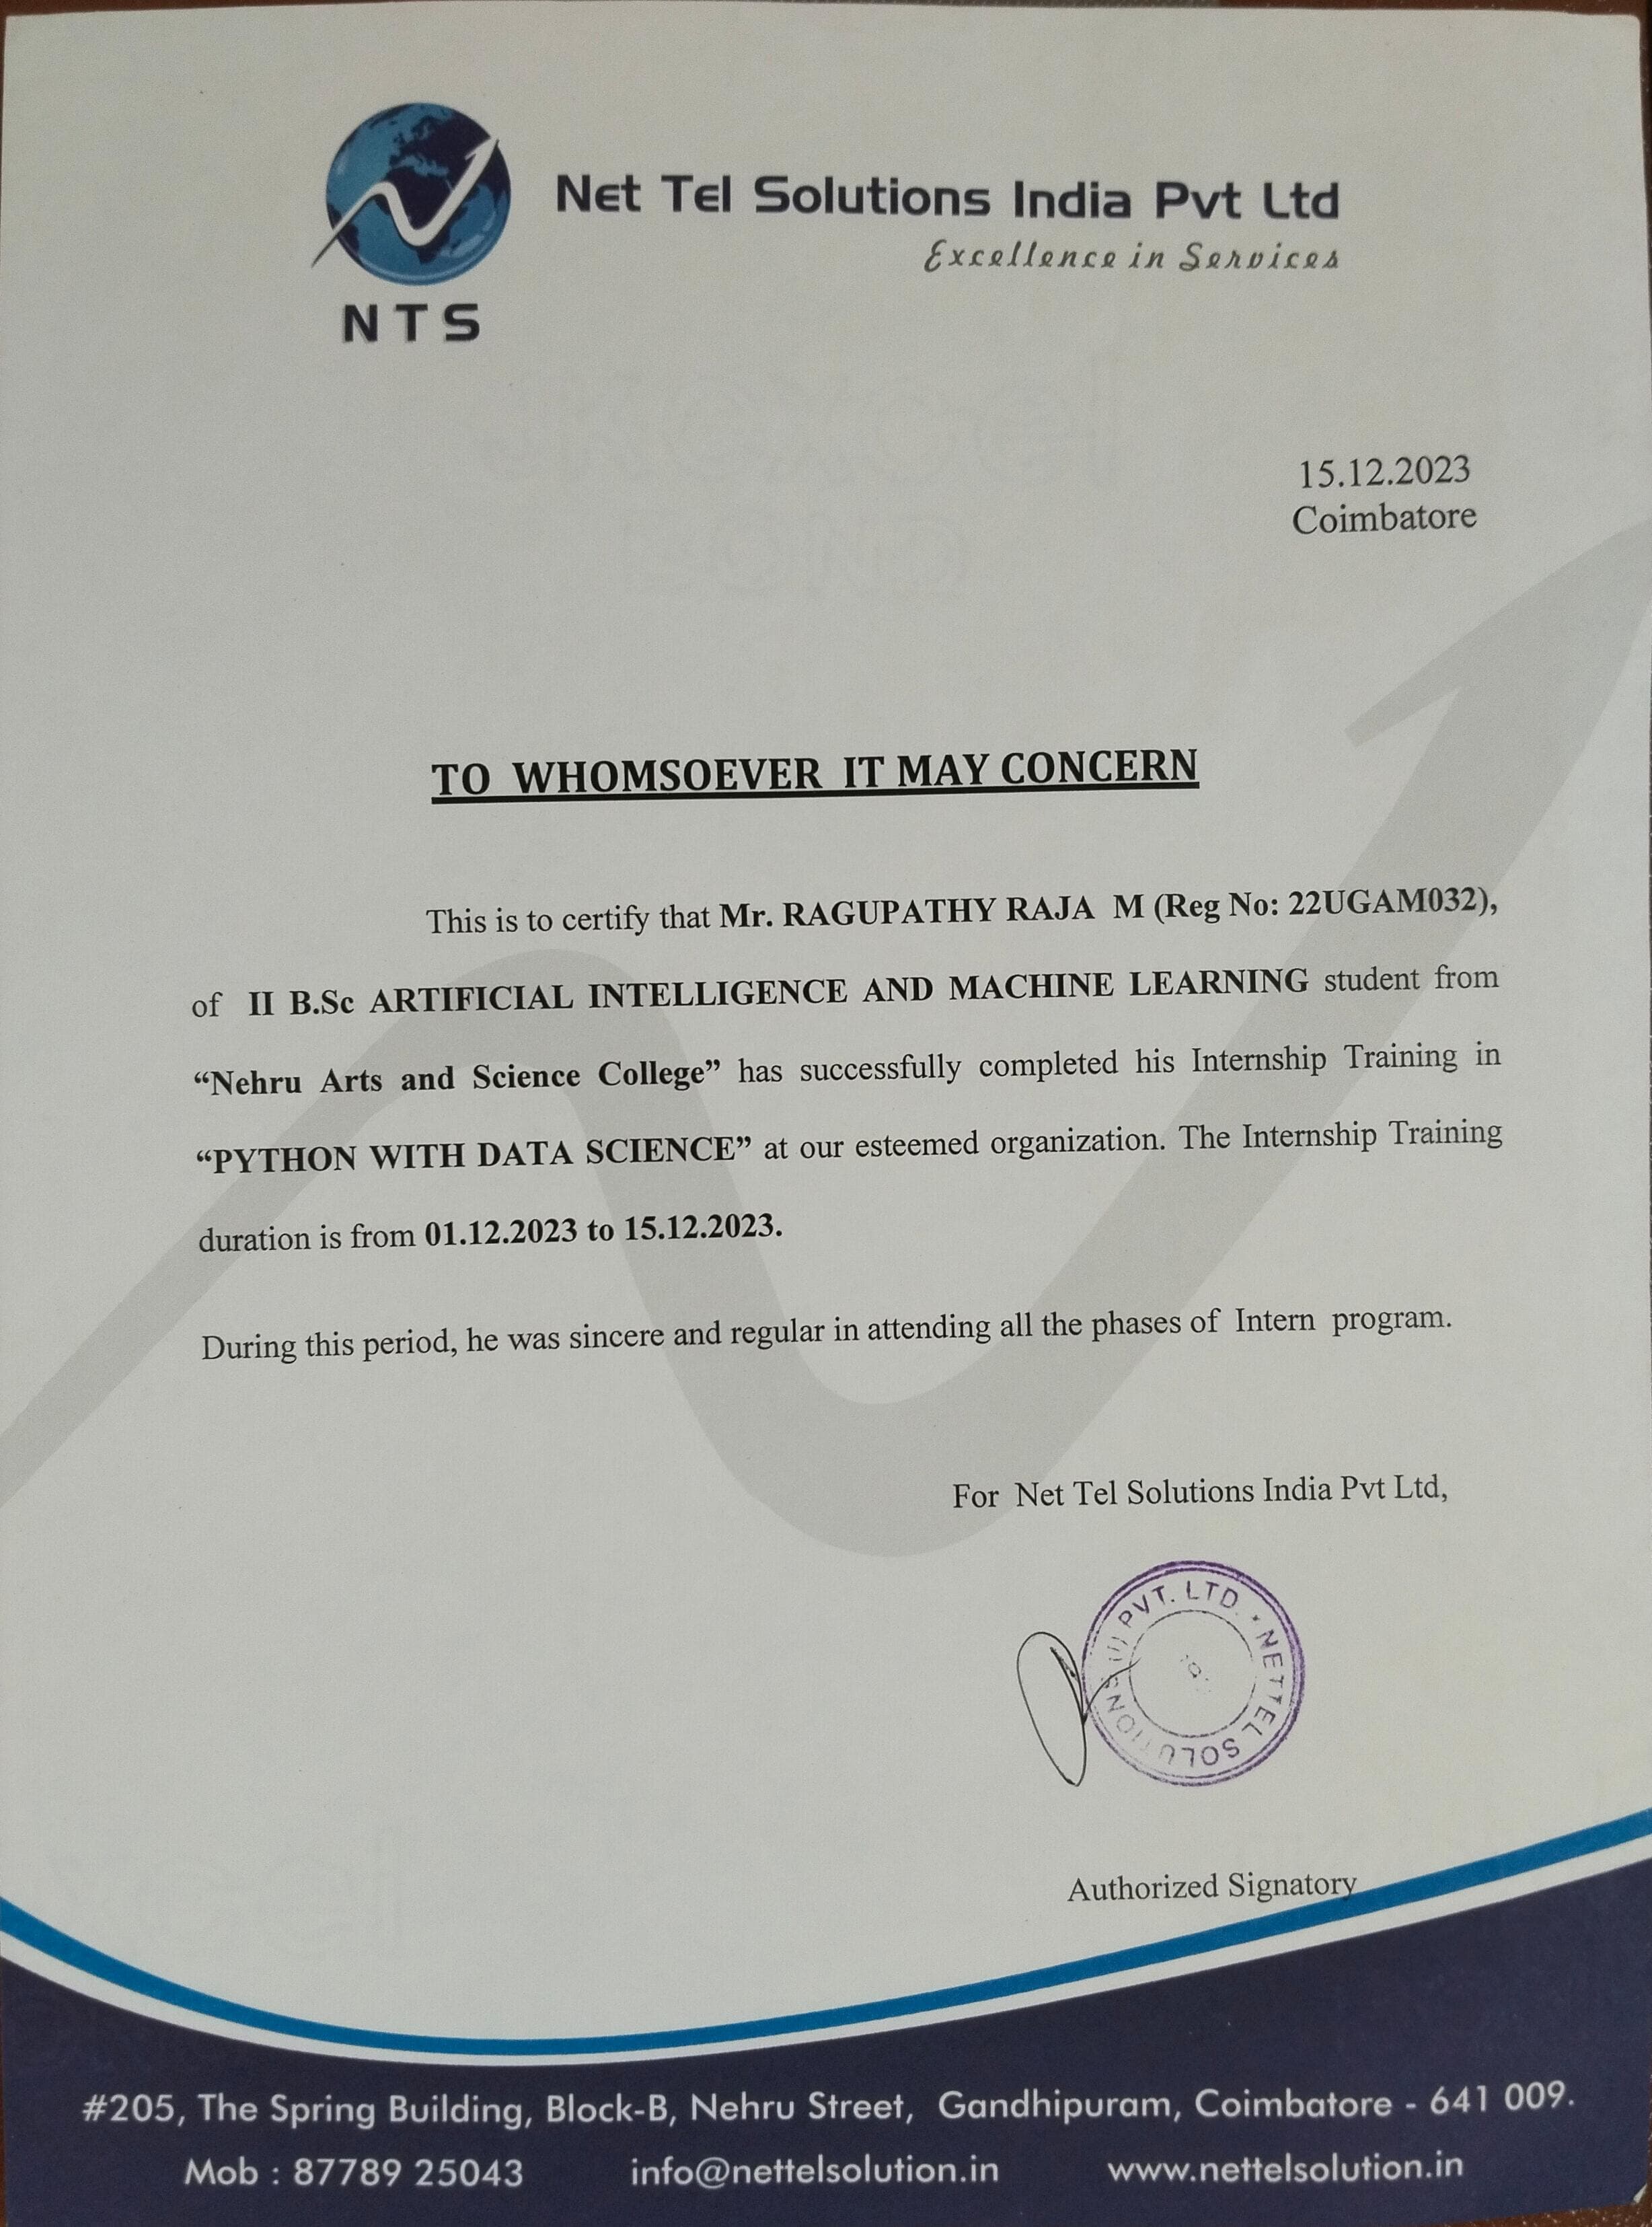 Net Tel Solutions India Pvt Ltd
Excellence in Services
NTS
15.12.2023
Coimbatore
TO WHOMSOEVER IT MAY CONCERN
This is to certify that Mr. RAGUPATHY RAJA M (Reg No: 22UGAM032),
of II B.Sc ARTIFICIAL INTELLIGENCE AND MACHINE LEARNING student from
“Nehru Arts and Science College” has successfully completed his Internship Training in
“PYTHON WITH DATA SCIENCE” at our esteemed organization. The Internship Training
duration is from 01.12.2023 to 15.12.2023.
During this period, he was sincere and regular in attending all the phases of Intern program.
For Net Tel Solutions India Pvt Ltd,
NETTEL SOLUTIONS (I) PVT. LTD.
Authorized Signatory
#205, The Spring Building, Block-B, Nehru Street, Gandhipuram, Coimbatore - 641 009.
Mob : 87789 25043 info@nettelsolution.in www.nettelsolution.in